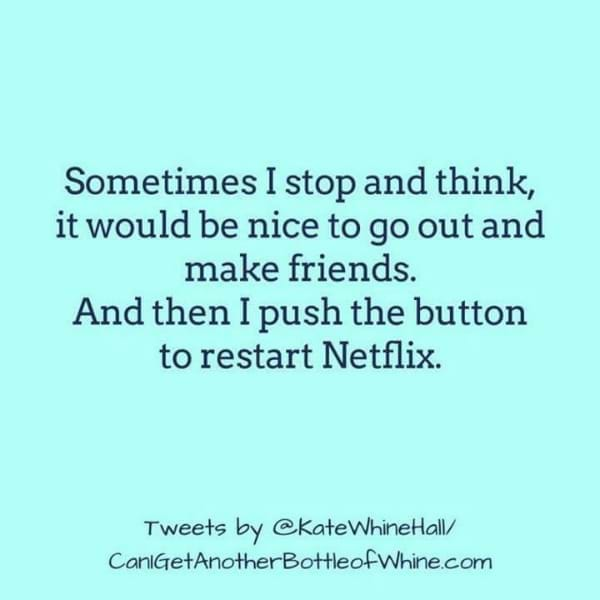 Sometimes I stop and think,
it would be nice to go out and
make friends.
And then I push the button
to restart Netflix.
Tweets by @KateWhineHall/
CanIGetAnotherBottleofWhine.com